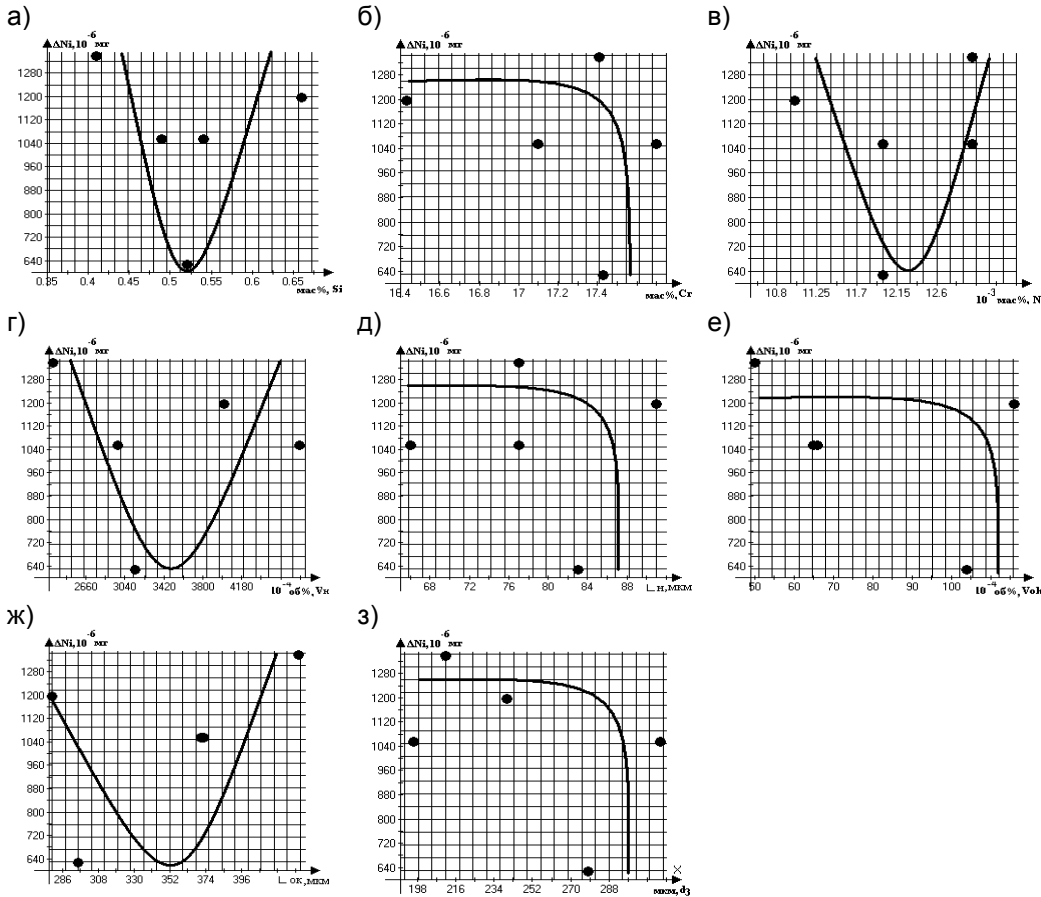 а)
б)
в)
ΔNi,10⁻⁶ мг
ΔNi,10⁻⁶ мг
ΔNi,10⁻⁶ мг
1280
1200
1120
1040
960
880
800
720
640
0.35 0.4 0.45 0.5 0.55 0.6 0.65
мас%, Si
1280
1200
1120
1040
960
880
800
720
640
16.4 16.6 16.8 17 17.2 17.4
мас%, Cr
1280
1200
1120
1040
960
880
800
720
640
10.8 11.25 11.7 12.15 12.6
10⁻³ мас%, N
г)
д)
е)
ΔNi,10⁻⁶ мг
ΔNi,10⁻⁶ мг
ΔNi,10⁻⁶ мг
1280
1200
1120
1040
960
880
800
720
640
2660 3040 3420 3800 4180
10⁻⁴ об%, Vн
1280
1200
1120
1040
960
880
800
720
640
68 72 76 80 84 88
L н, мкм
1280
1200
1120
1040
960
880
800
720
640
50 60 70 80 90 100
10⁻⁴ об%, Vok
ж)
з)
ΔNi,10⁻⁶ мг
ΔNi,10⁻⁶ мг
1280
1200
1120
1040
960
880
800
720
640
286 308 330 352 374 396
L ок, мкм
1280
1200
1120
1040
960
880
800
720
640
198 216 234 252 270 288
X
мкм, dз